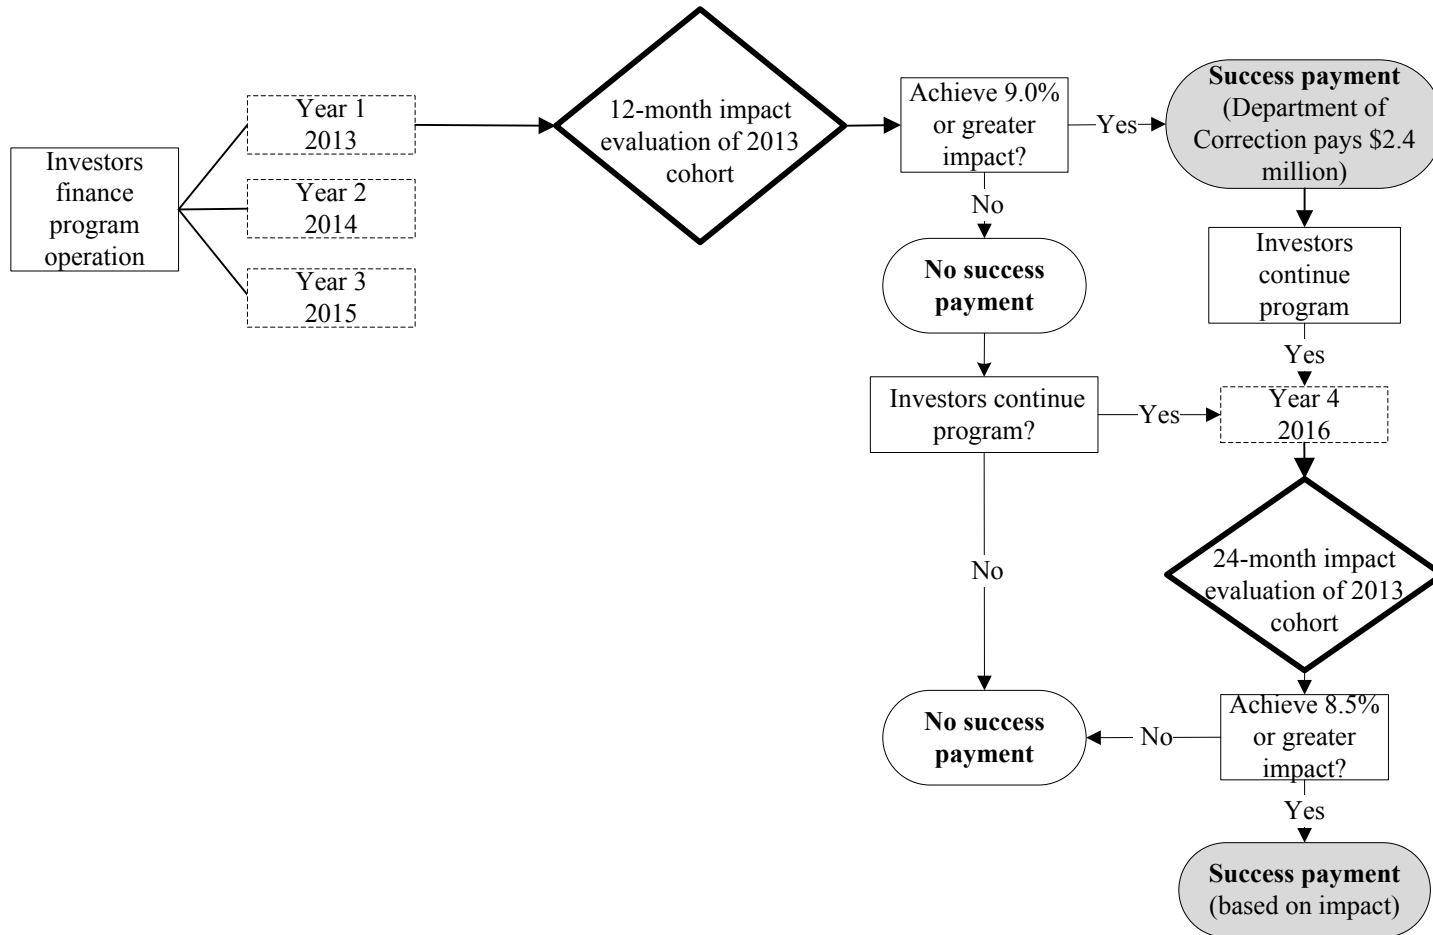 Investors
finance
program
operation
Year 1
2013
Year 2
2014
Year 3
2015
12-month impact
evaluation of 2013
cohort
Achieve 9.0%
or greater
impact?
Yes
Success payment
(Department of
Correction pays $2.4
million)
No
No success
payment
Investors
continue
program
Yes
Investors continue
program?
Yes
Year 4
2016
24-month impact
evaluation of 2013
cohort
No
Achieve 8.5%
or greater
impact?
No
No success
payment
Yes
Success payment
(based on impact)